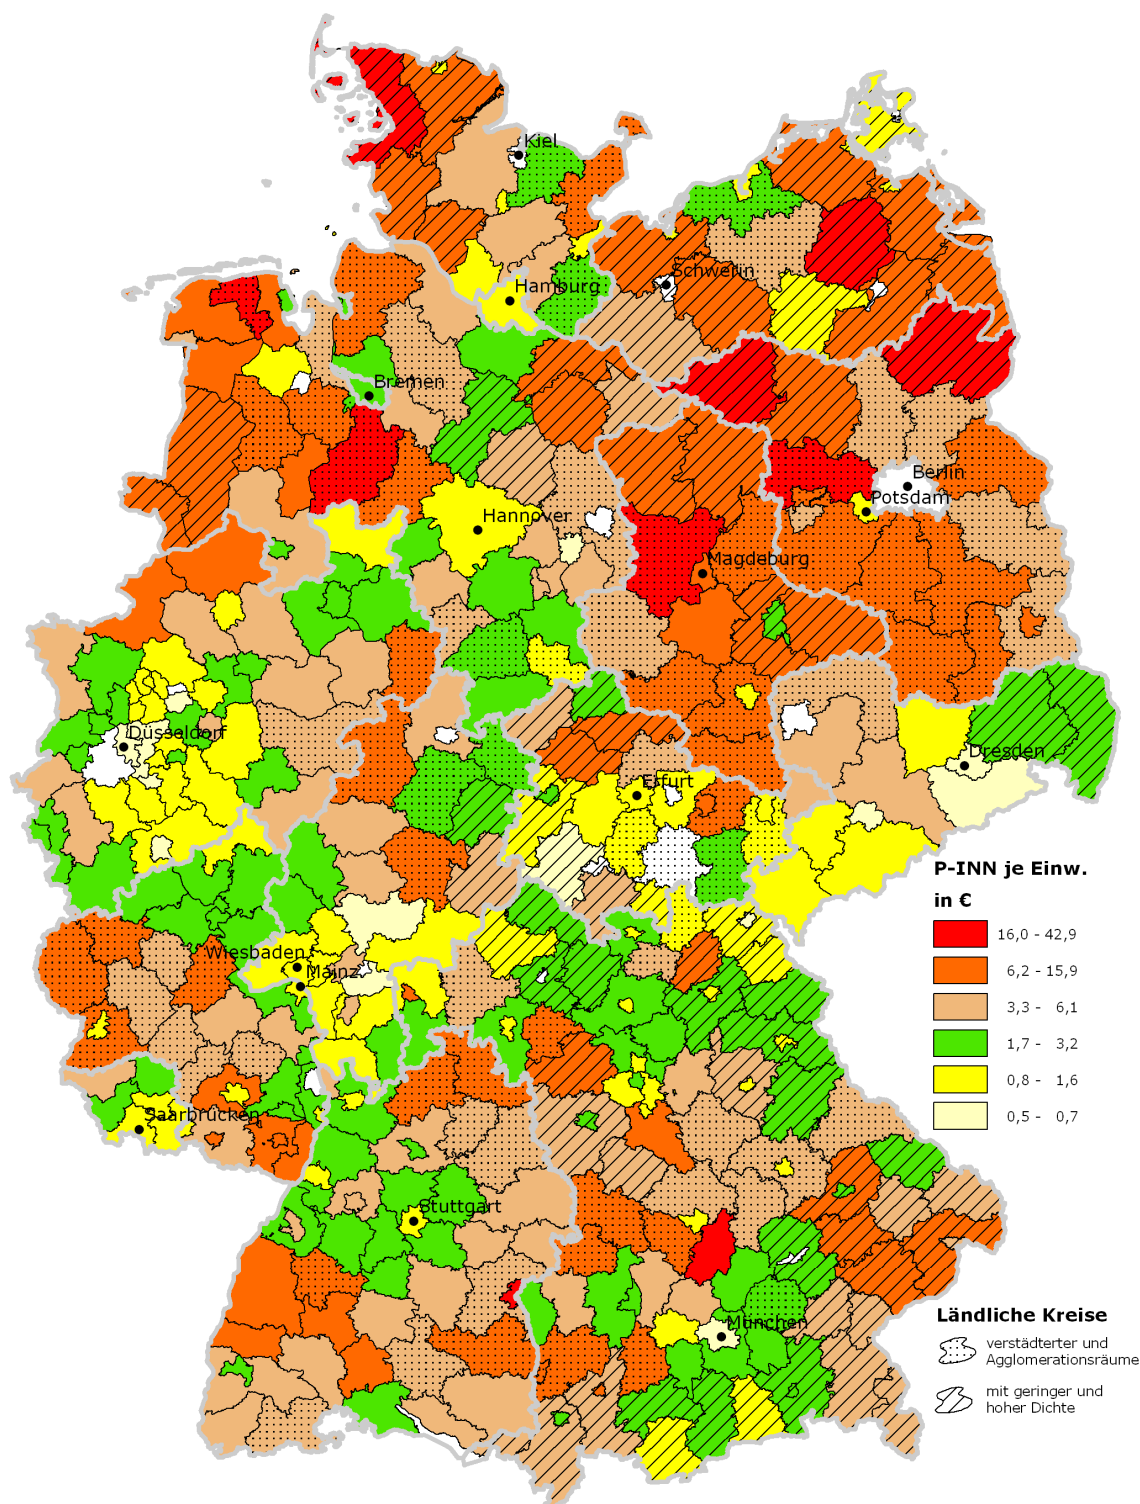 Kiel
Schwerin
Hamburg
Bremen
Berlin
Potsdam
Hannover
Magdeburg
Düsseldorf
Dresden
Erfurt
P-INN je Einw.
in €
16,0 - 42,9
6,2 - 15,9
3,3 - 6,1
1,7 - 3,2
0,8 - 1,6
0,5 - 0,7
Wiesbaden
Mainz
Saarbrücken
Stuttgart
München
Ländliche Kreise
verstädterter und
Agglomerationsräume
mit geringer und
hoher Dichte